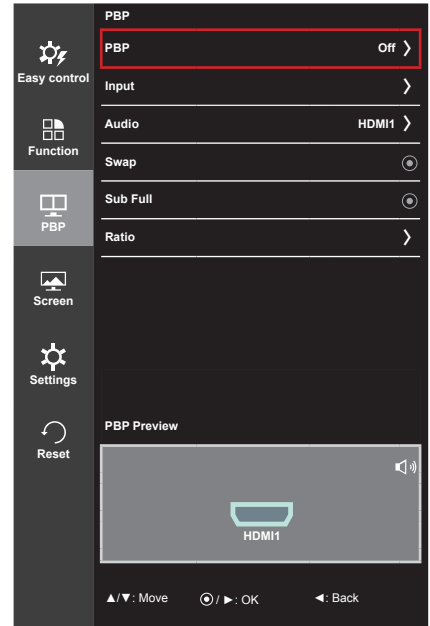 PBP
PBP Off
Easy control
Input
Audio HDMI1
Function
Swap
Sub Full
PBP
Ratio
Screen
Settings
PBP Preview
Reset
HDMI1
▲/▼: Move ⦿/ ►: OK ◄: Back